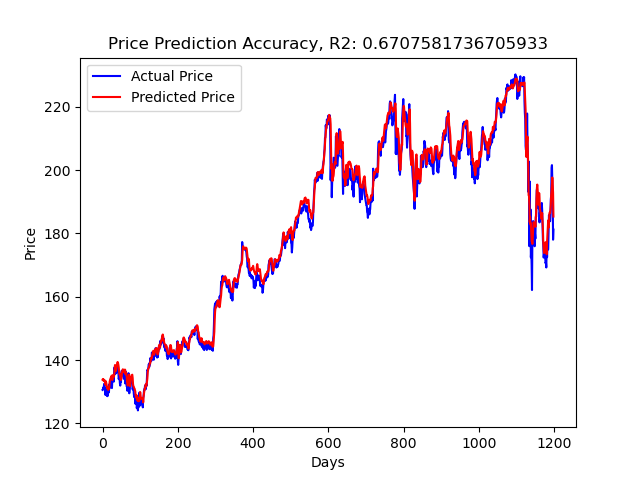 Price Prediction Accuracy, R2: 0.6707581736705933
Actual Price
Predicted Price
220
200
180
160
140
120
Price
0 200 400 600 800 1000 1200
Days